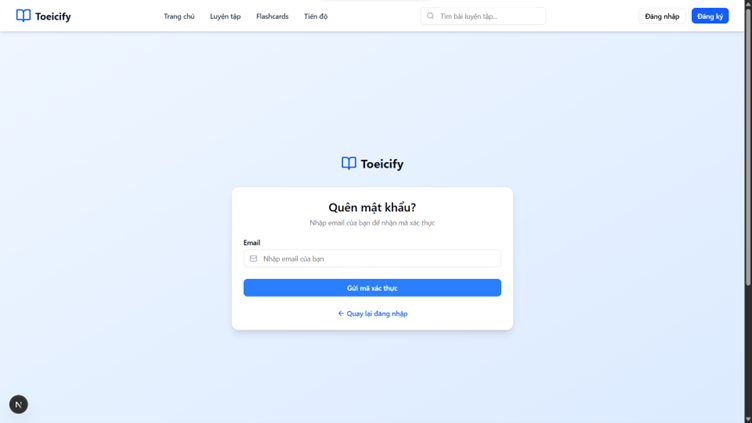 Toeicify
Trang chủ
Luyện tập
Flashcards
Tiến độ
Tìm bài luyện tập...
Đăng nhập
Đăng ký
Toeicify
Quên mật khẩu?
Nhập email của bạn để nhận mã xác thực
Email
Nhập email của bạn
Gửi mã xác thực
← Quay lại đăng nhập
N